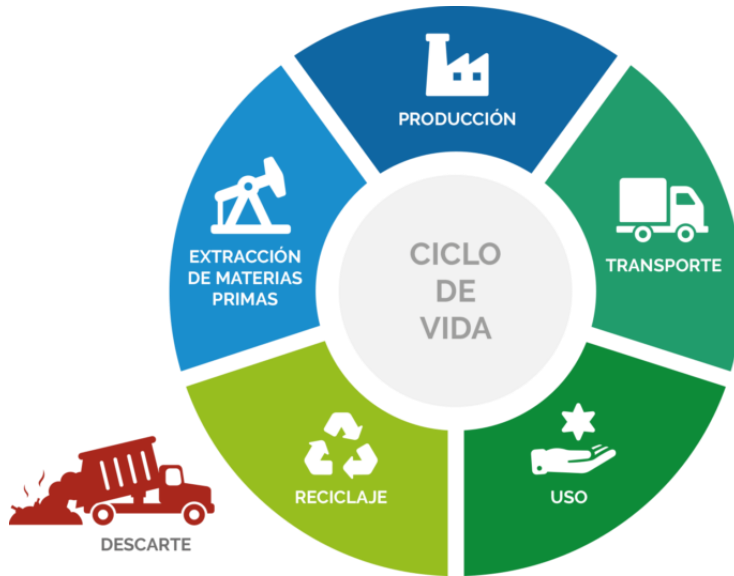 PRODUCCIÓN
TRANSPORTE
USO
RECICLAJE
EXTRACCIÓN
DE MATERIAS
PRIMAS
CICLO
DE
VIDA
DESCARTE